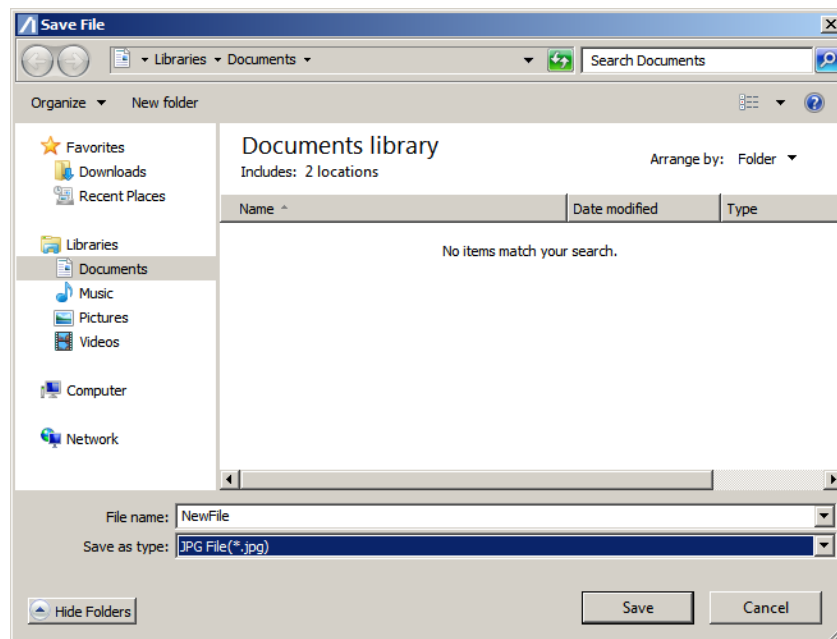 Save File
Libraries Documents
Search Documents
Organize New folder
Favorites
Downloads
Recent Places
Libraries
Documents
Music
Pictures
Videos
Computer
Network
Documents library
Includes: 2 locations
Arrange by: Folder
Name Date modified Type
No items match your search.
File name: NewFile
Save as type: JPG File(*.jpg)
Hide Folders Save Cancel